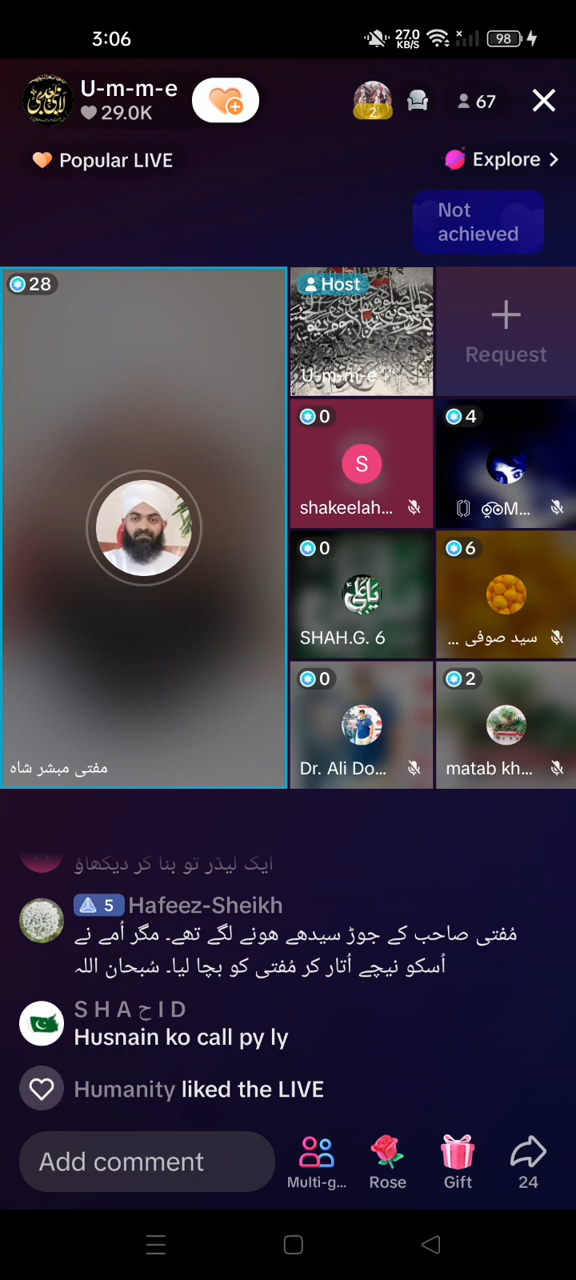 3:06
27.0
KB/S
98
U-m-m-e
29.0K
2
67
Popular LIVE
Explore >
Not
achieved
28
Host
U-m-m-e
Request
0
S
shakeelah...
4
M...
0
SHAH.G. 6
6
سید صوفی ...
0
Dr. Ali Do...
2
matab kh...
مفتی مبشر شاہ
ایک لیڈر تو بنا کر دیکھاؤ
5 Hafeez-Sheikh
مُفتی صاحب کے جوڑ سیدھے ھونے لگے تھے۔ مگر اُمے نے
اُسکو نیچے اُتار کر مُفتی کو بچا لیا۔ سُبحان اللہ
S H A ح I D
Husnain ko call py ly
Humanity liked the LIVE
Add comment
Multi-g...
Rose
Gift
24